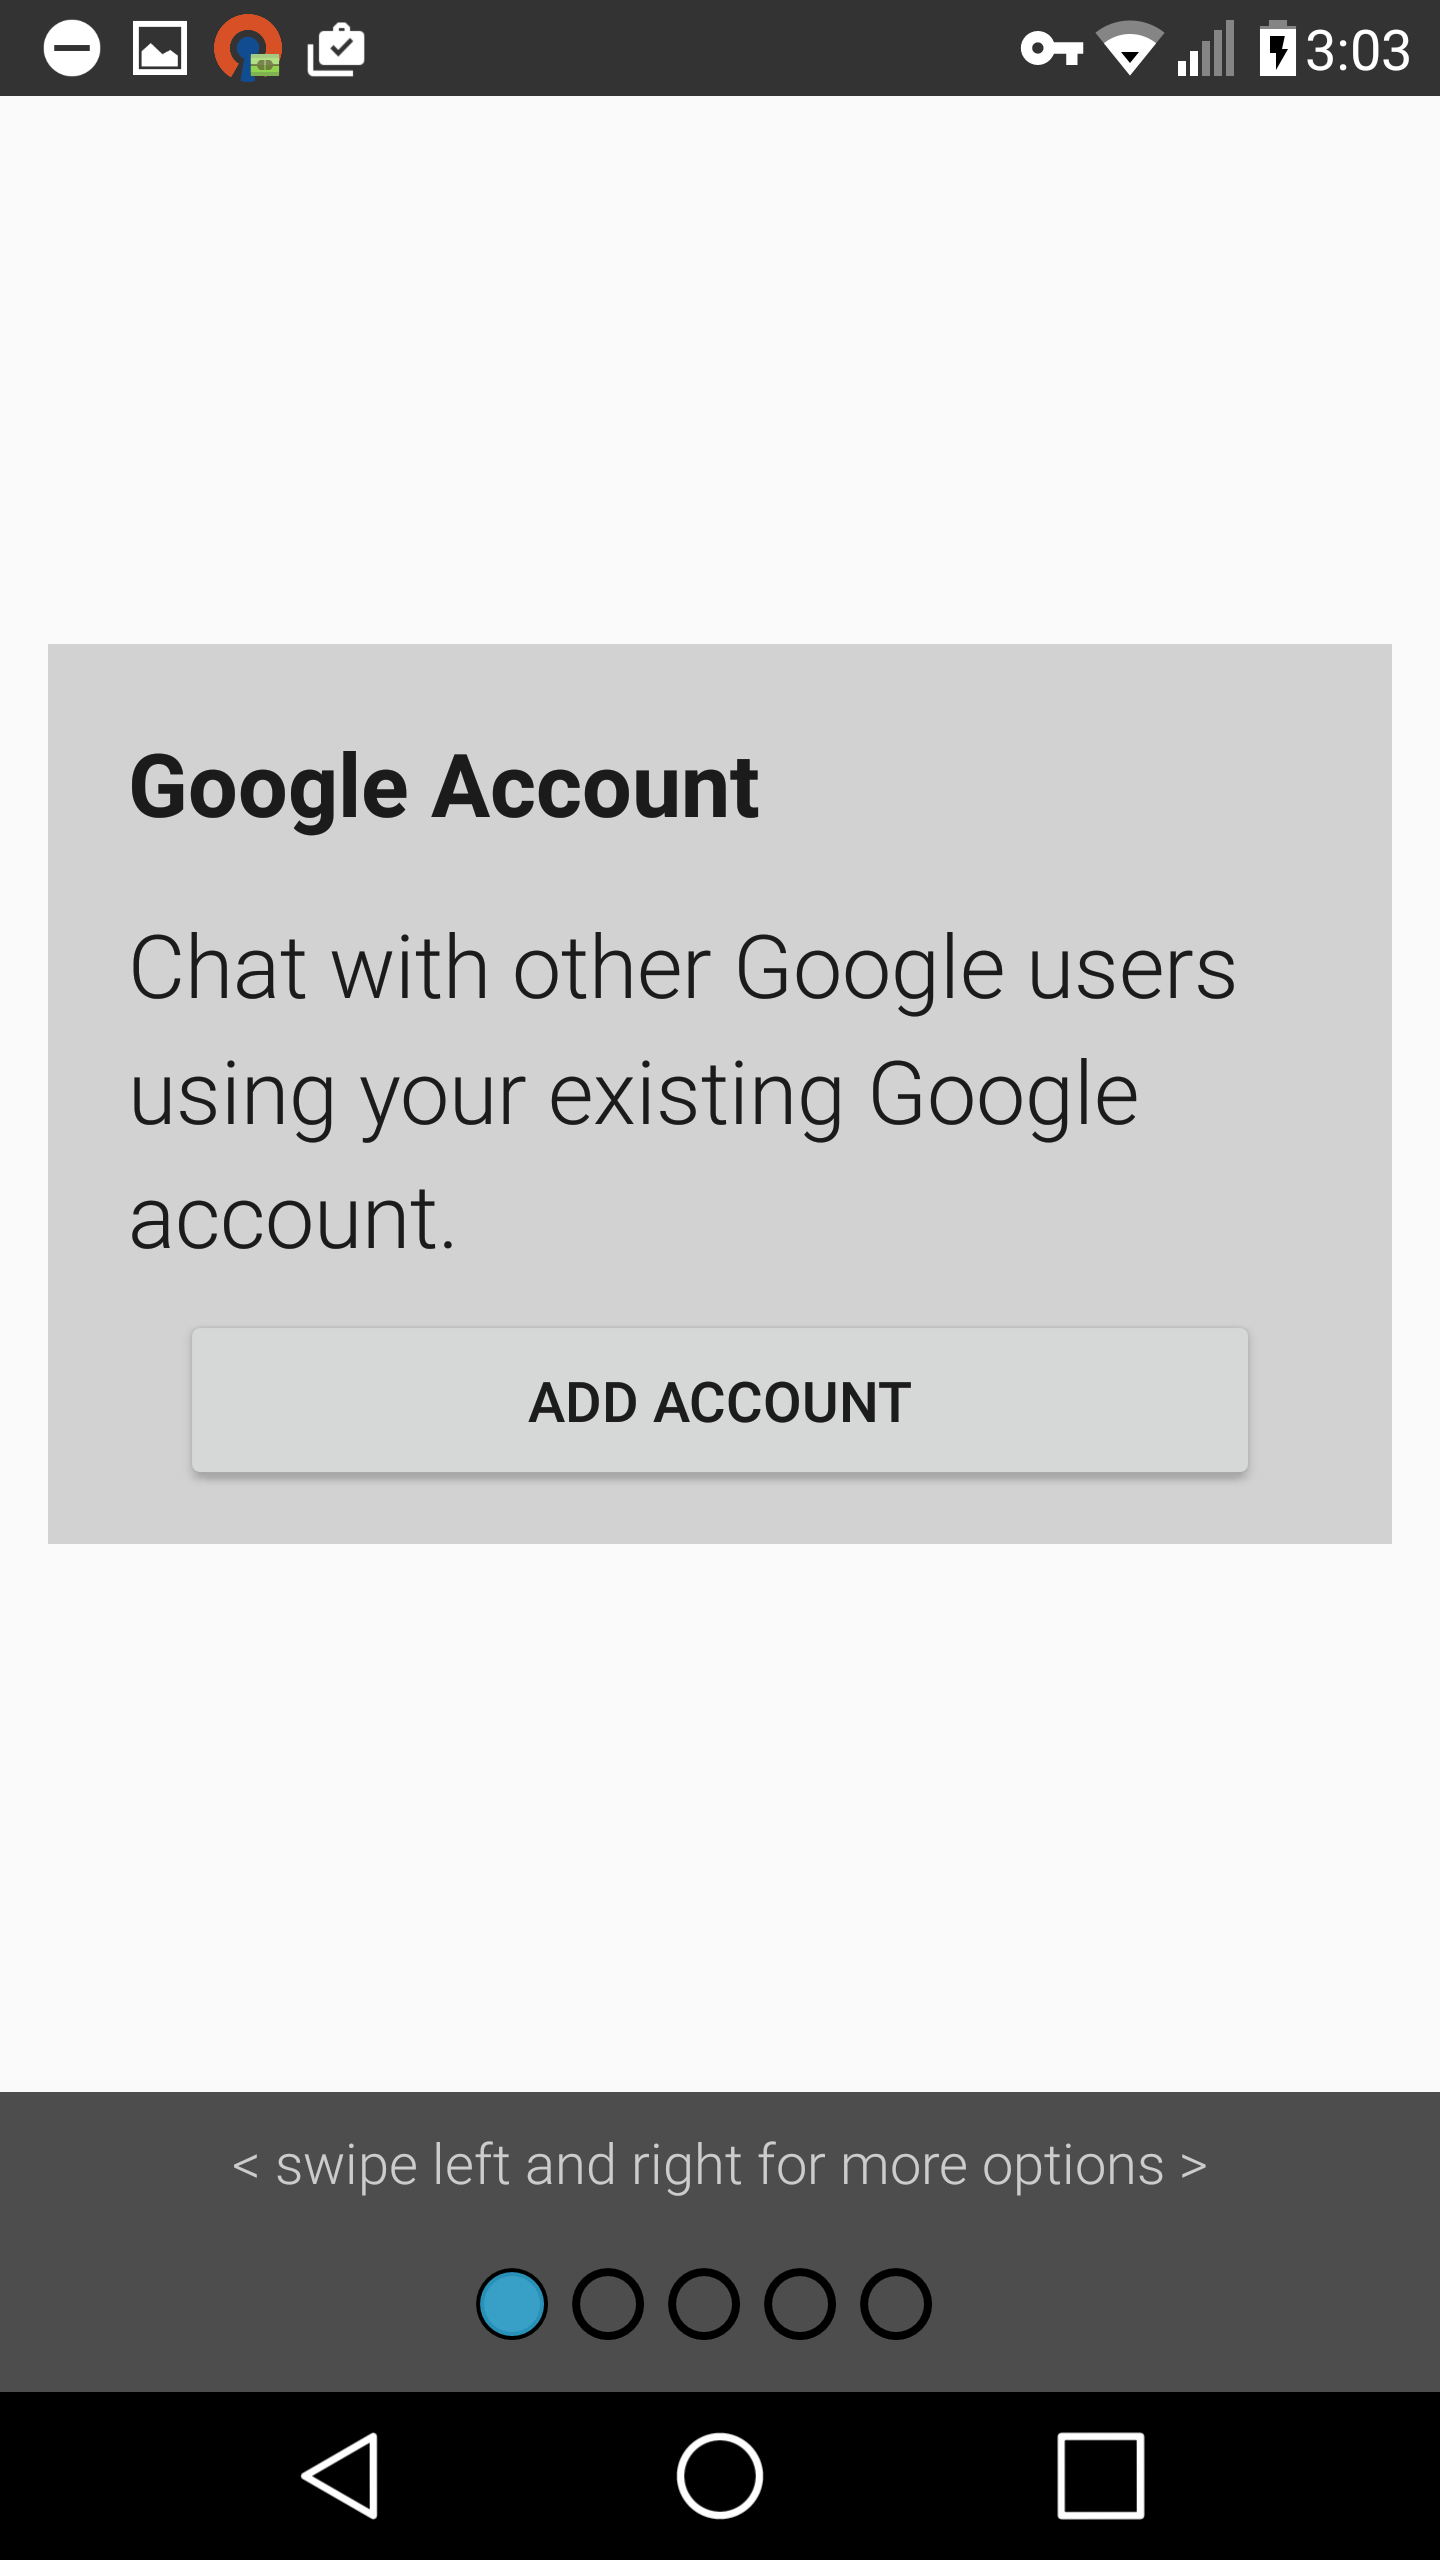 3:03
Google Account
Chat with other Google users
using your existing Google
account.
ADD ACCOUNT
< swipe left and right for more options >